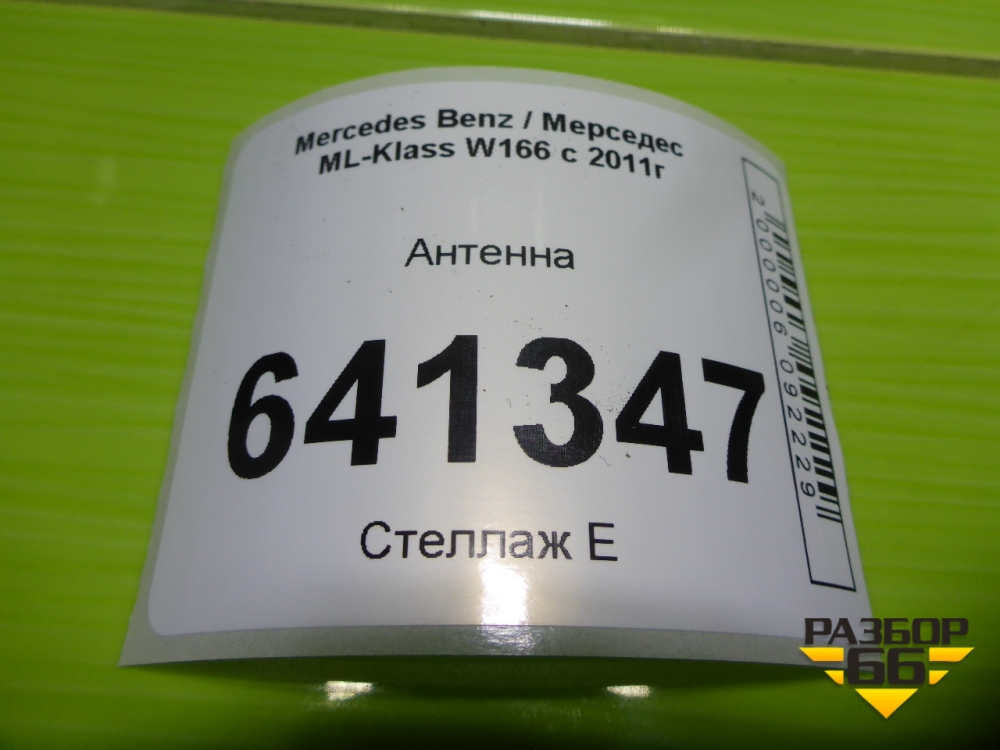 Mercedes Benz / Мерседес
ML-Klass W166 с 2011г
Антенна
641347
Стеллаж Е
2000006092229
РАЗБОР
66